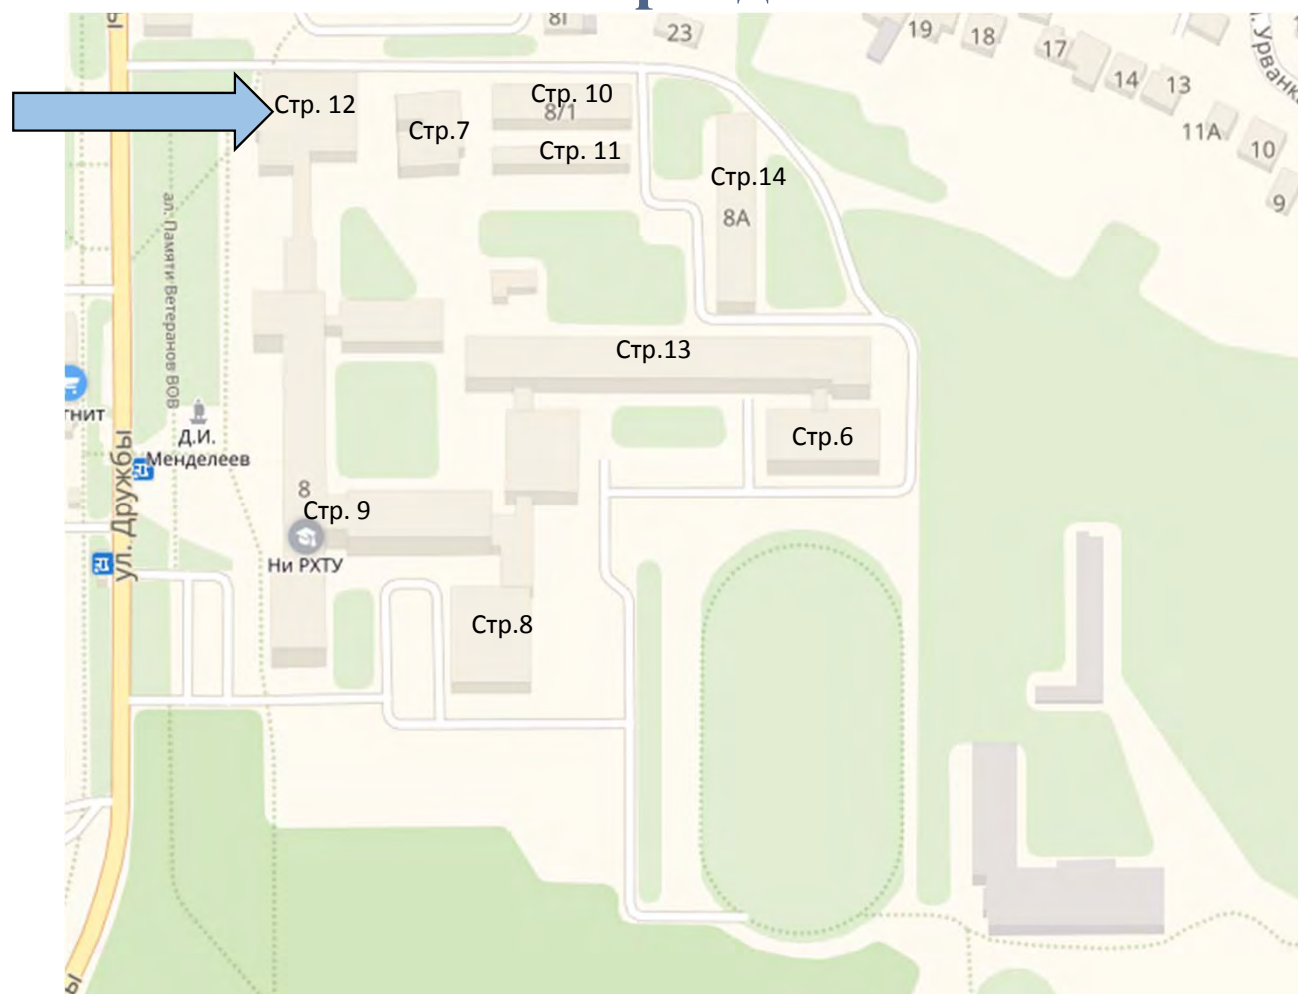 8Г
23
19
18
17
14
13
11А
10
9
Стр. 12
Стр.7
Стр. 10
8/1
Стр. 11
Стр.14
8А
ал. Памяти Ветеранов ВОВ
Стр.13
гнит
Д.И.
Менделеев
Стр.6
ул. Дружбы
8
Стр. 9
Ни РХТУ
Стр.8